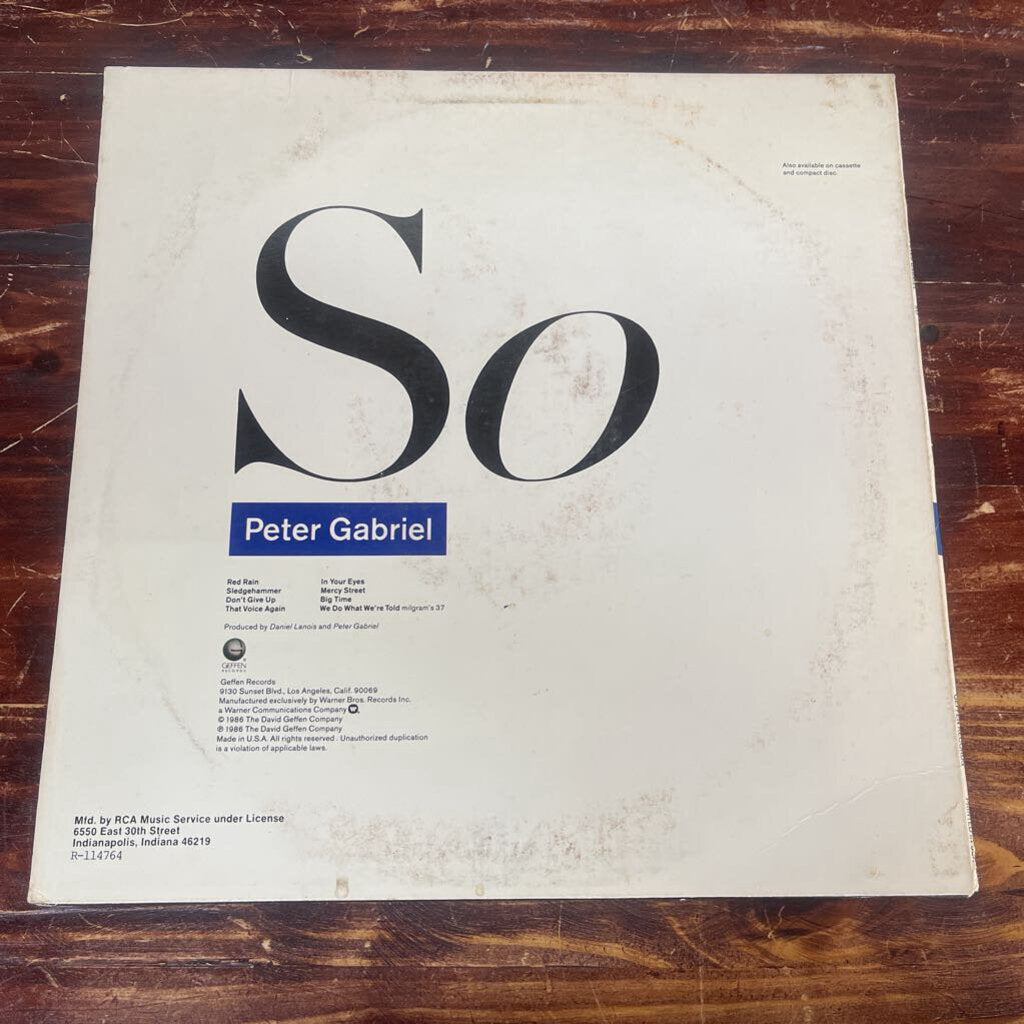 Also available on cassette
and compact disc.
So
Peter Gabriel
Red Rain
Sledgehammer
Don't Give Up
That Voice Again
In Your Eyes
Mercy Street
Big Time
We Do What We're Told milgram's 37
Produced by Daniel Lanois and Peter Gabriel
GEFFEN
RECORDS
Geffen Records
9130 Sunset Blvd., Los Angeles, Calif. 90069
Manufactured exclusively by Warner Bros. Records Inc.
a Warner Communications Company
© 1986 The David Geffen Company
℗ 1986 The David Geffen Company
Made in U.S.A. All rights reserved. Unauthorized duplication
is a violation of applicable laws.
Mfd. by RCA Music Service under License
6550 East 30th Street
Indianapolis, Indiana 46219
R-114764